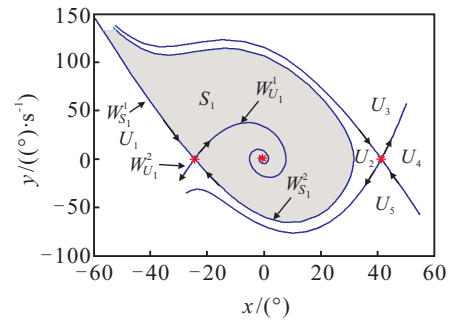 150
100
50
0
−50
−100
−60
−40
−20
0
20
40
60
y/((°)·s⁻¹)
x/(°)
S₁
W¹U₁
W¹S₁
U₁
W²U₁
W²S₁
U₂
U₃
U₄
U₅